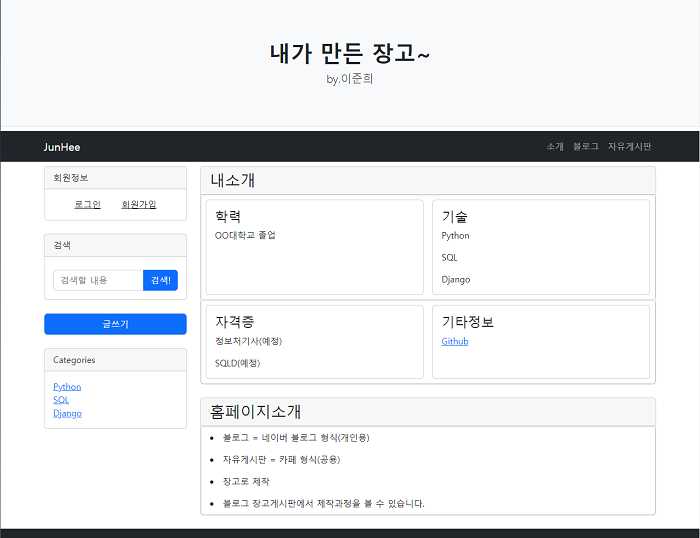 내가 만든 장고~
by.이준희
JunHee
소개 블로그 자유게시판
회원정보
로그인 회원가입
검색
검색할 내용 검색!
글쓰기
Categories
Python
SQL
Django
내소개
학력
OO대학교 졸업
기술
Python
SQL
Django
자격증
정보처기사(예정)
SQLD(예정)
기타정보
Github
홈페이지소개
블로그 = 네이버 블로그 형식(개인용)
자유게시판 = 카페 형식(공용)
장고로 제작
블로그 장고게시판에서 제작과정을 볼 수 있습니다.